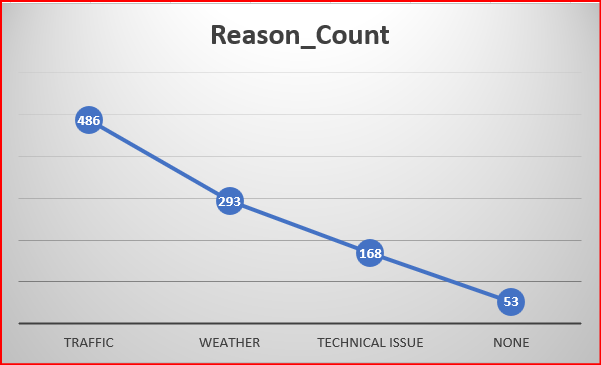 Reason_Count
486
293
168
53
TRAFFIC
WEATHER
TECHNICAL ISSUE
NONE